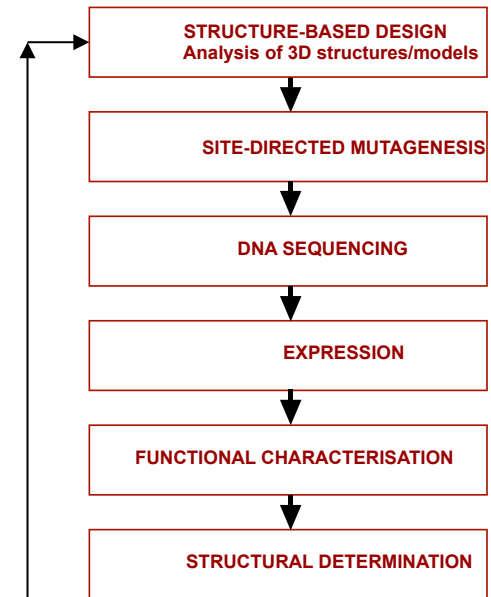 STRUCTURE-BASED DESIGN
Analysis of 3D structures/models
SITE-DIRECTED MUTAGENESIS
DNA SEQUENCING
EXPRESSION
FUNCTIONAL CHARACTERISATION
STRUCTURAL DETERMINATION